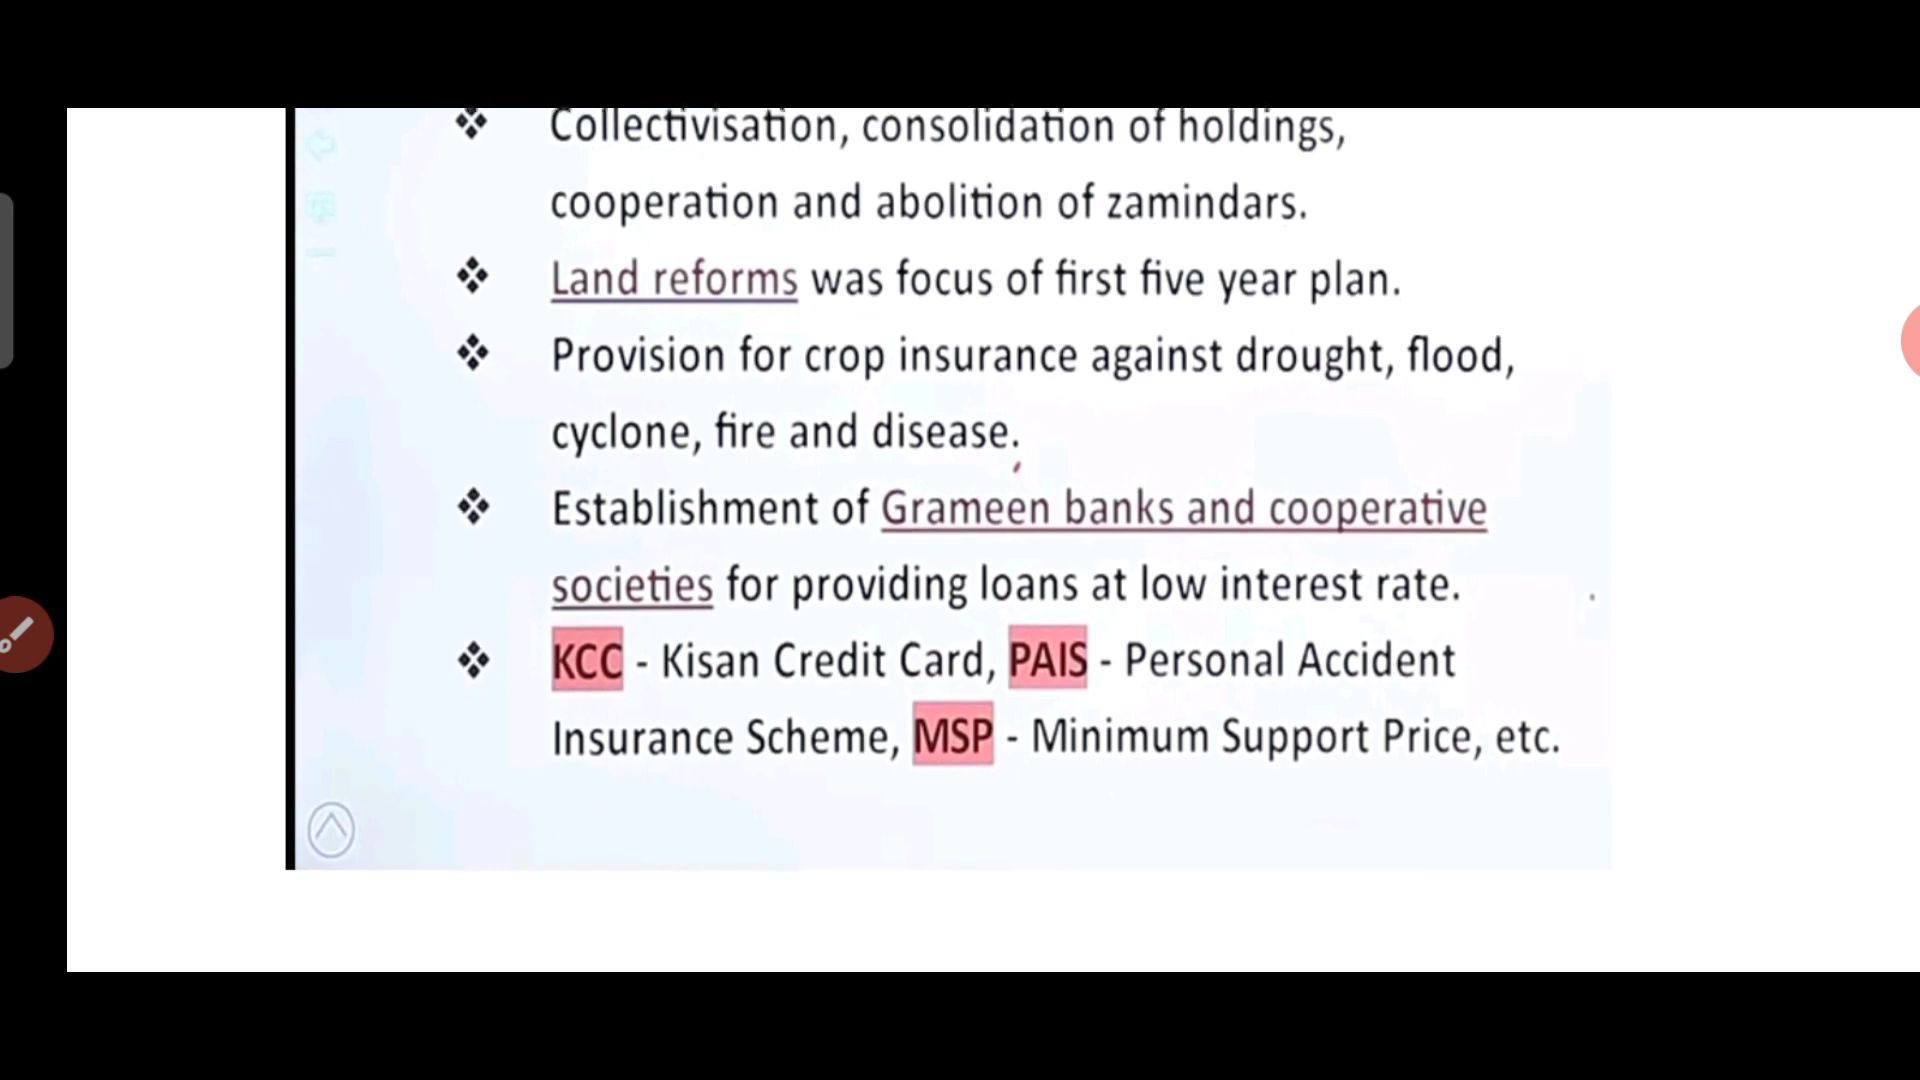 ❖ Collectivisation, consolidation of holdings,
cooperation and abolition of zamindars.
❖ Land reforms was focus of first five year plan.
❖ Provision for crop insurance against drought, flood,
cyclone, fire and disease.
❖ Establishment of Grameen banks and cooperative
societies for providing loans at low interest rate.
❖ KCC - Kisan Credit Card, PAIS - Personal Accident
Insurance Scheme, MSP - Minimum Support Price, etc.